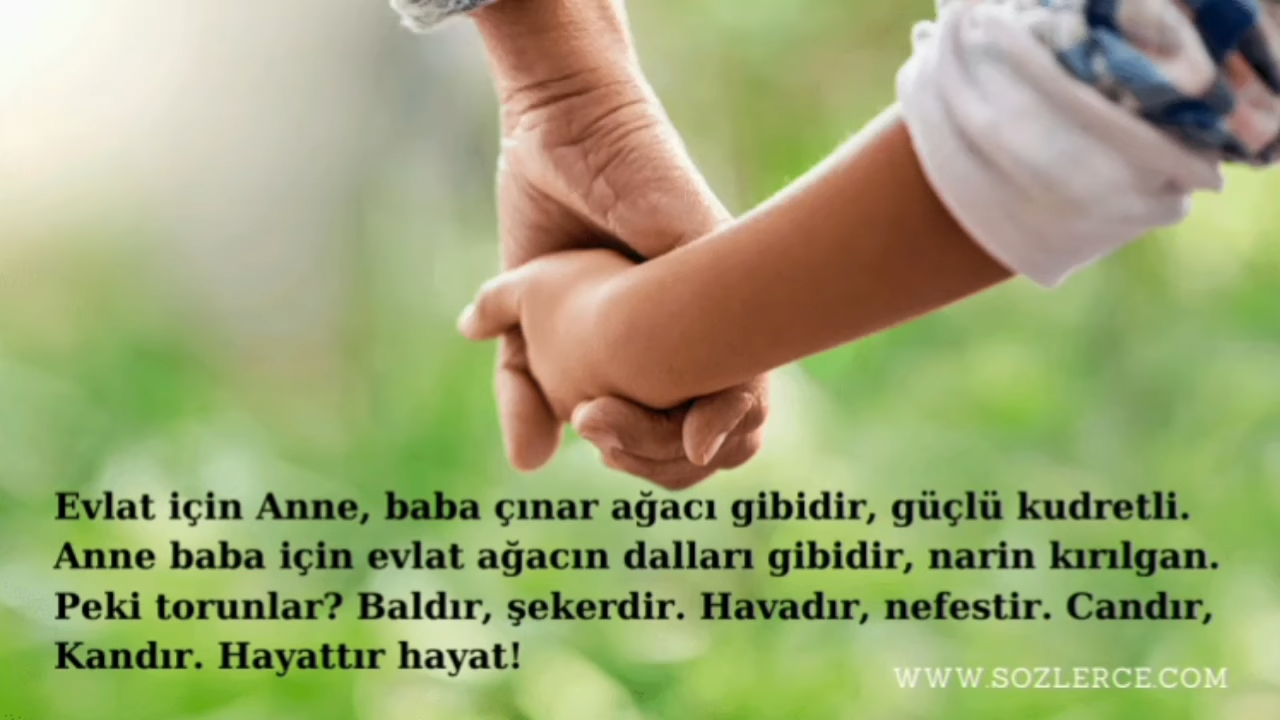 Evlat için Anne, baba çınar ağacı gibidir, güçlü kudretli.
Anne baba için evlat ağacın dalları gibidir, narin kırılgan.
Peki torunlar? Baldır, şekerdir. Havadır, nefestir. Candır,
Kandır. Hayattır hayat!
WWW.SOZLERCE.COM